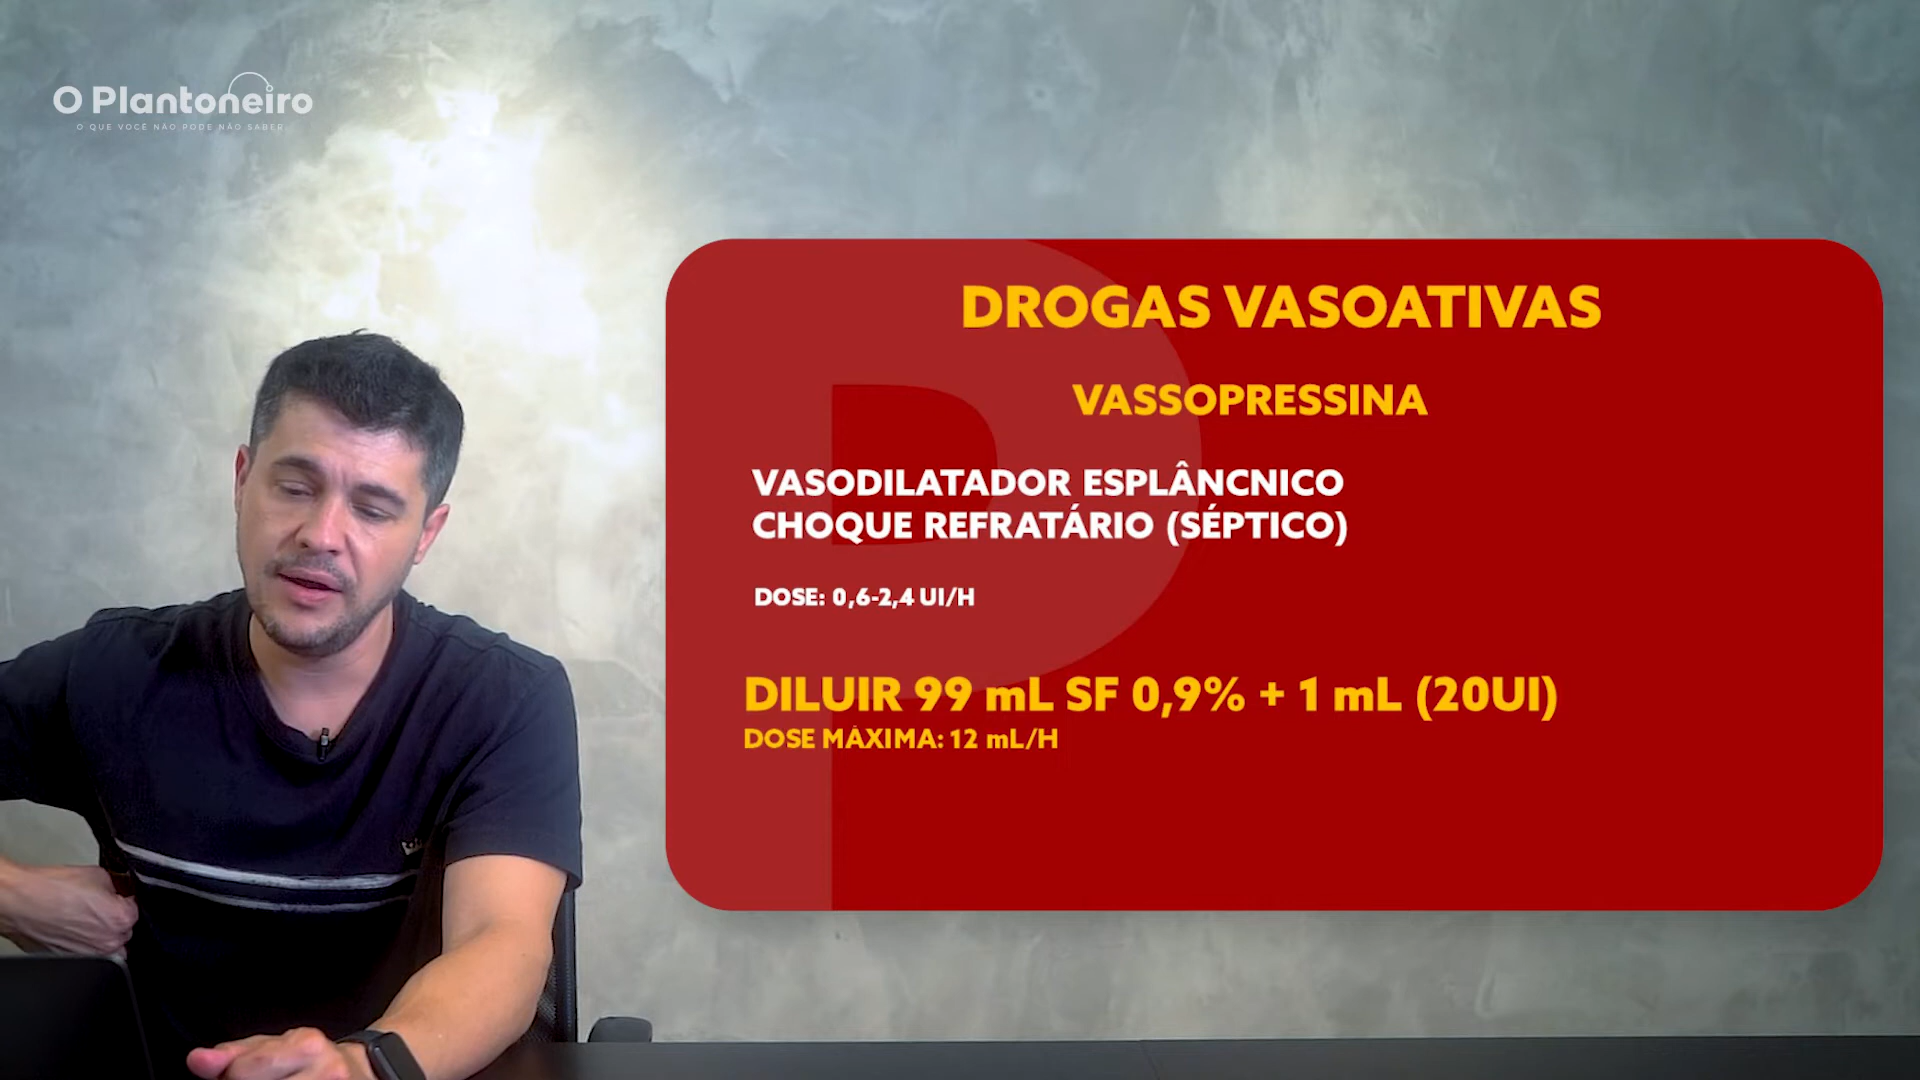 O Plantoneiro
O QUE VOCÊ NÃO PODE NÃO SABER
DROGAS VASOATIVAS
VASSOPRESSINA
VASODILATADOR ESPLÂNCNICO
CHOQUE REFRATÁRIO (SÉPTICO)
DOSE: 0,6-2,4 UI/H
DILUIR 99 mL SF 0,9% + 1 mL (20UI)
DOSE MÁXIMA: 12 mL/H